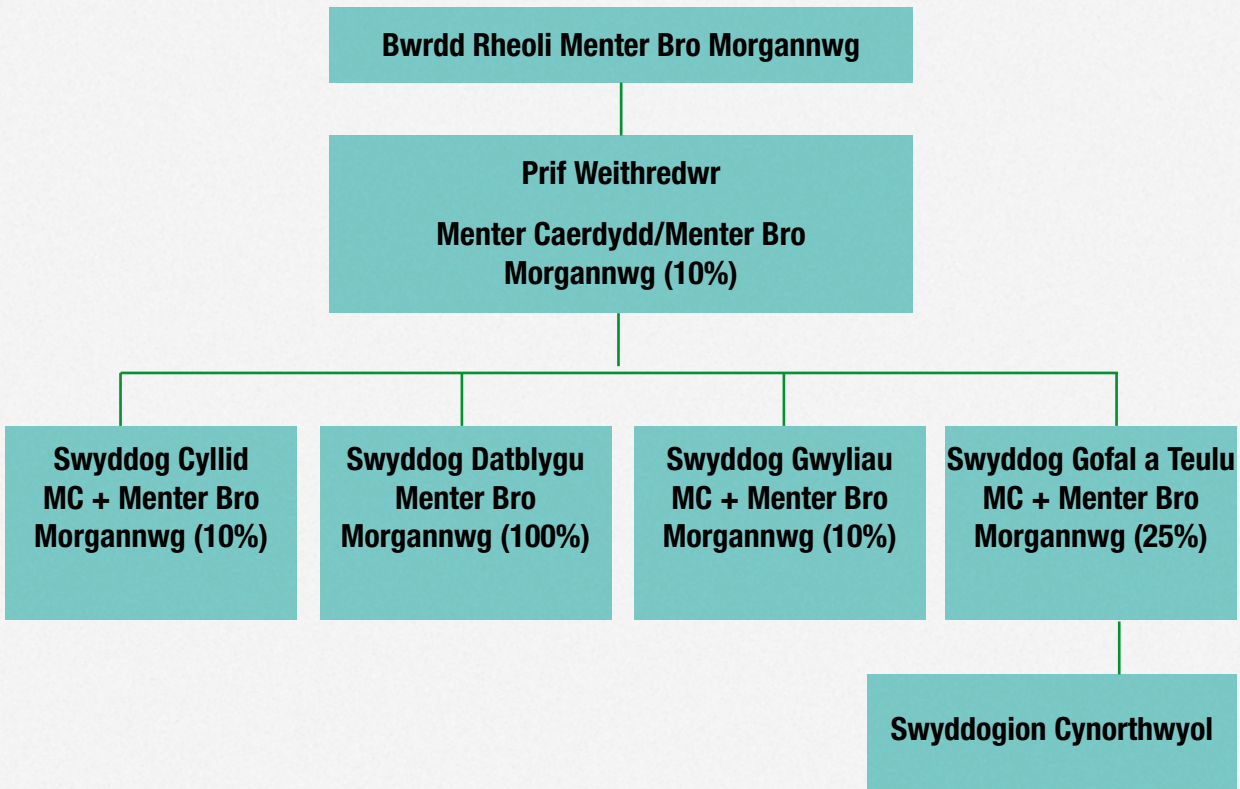 Bwrdd Rheoli Menter Bro Morgannwg
Prif Weithredwr
Menter Caerdydd/Menter Bro
Morgannwg (10%)
Swyddog Cyllid
MC + Menter Bro
Morgannwg (10%)
Swyddog Datblygu
Menter Bro
Morgannwg (100%)
Swyddog Gwyliau
MC + Menter Bro
Morgannwg (10%)
Swyddog Gofal a Teulu
MC + Menter Bro
Morgannwg (25%)
Swyddogion Cynorthwyol